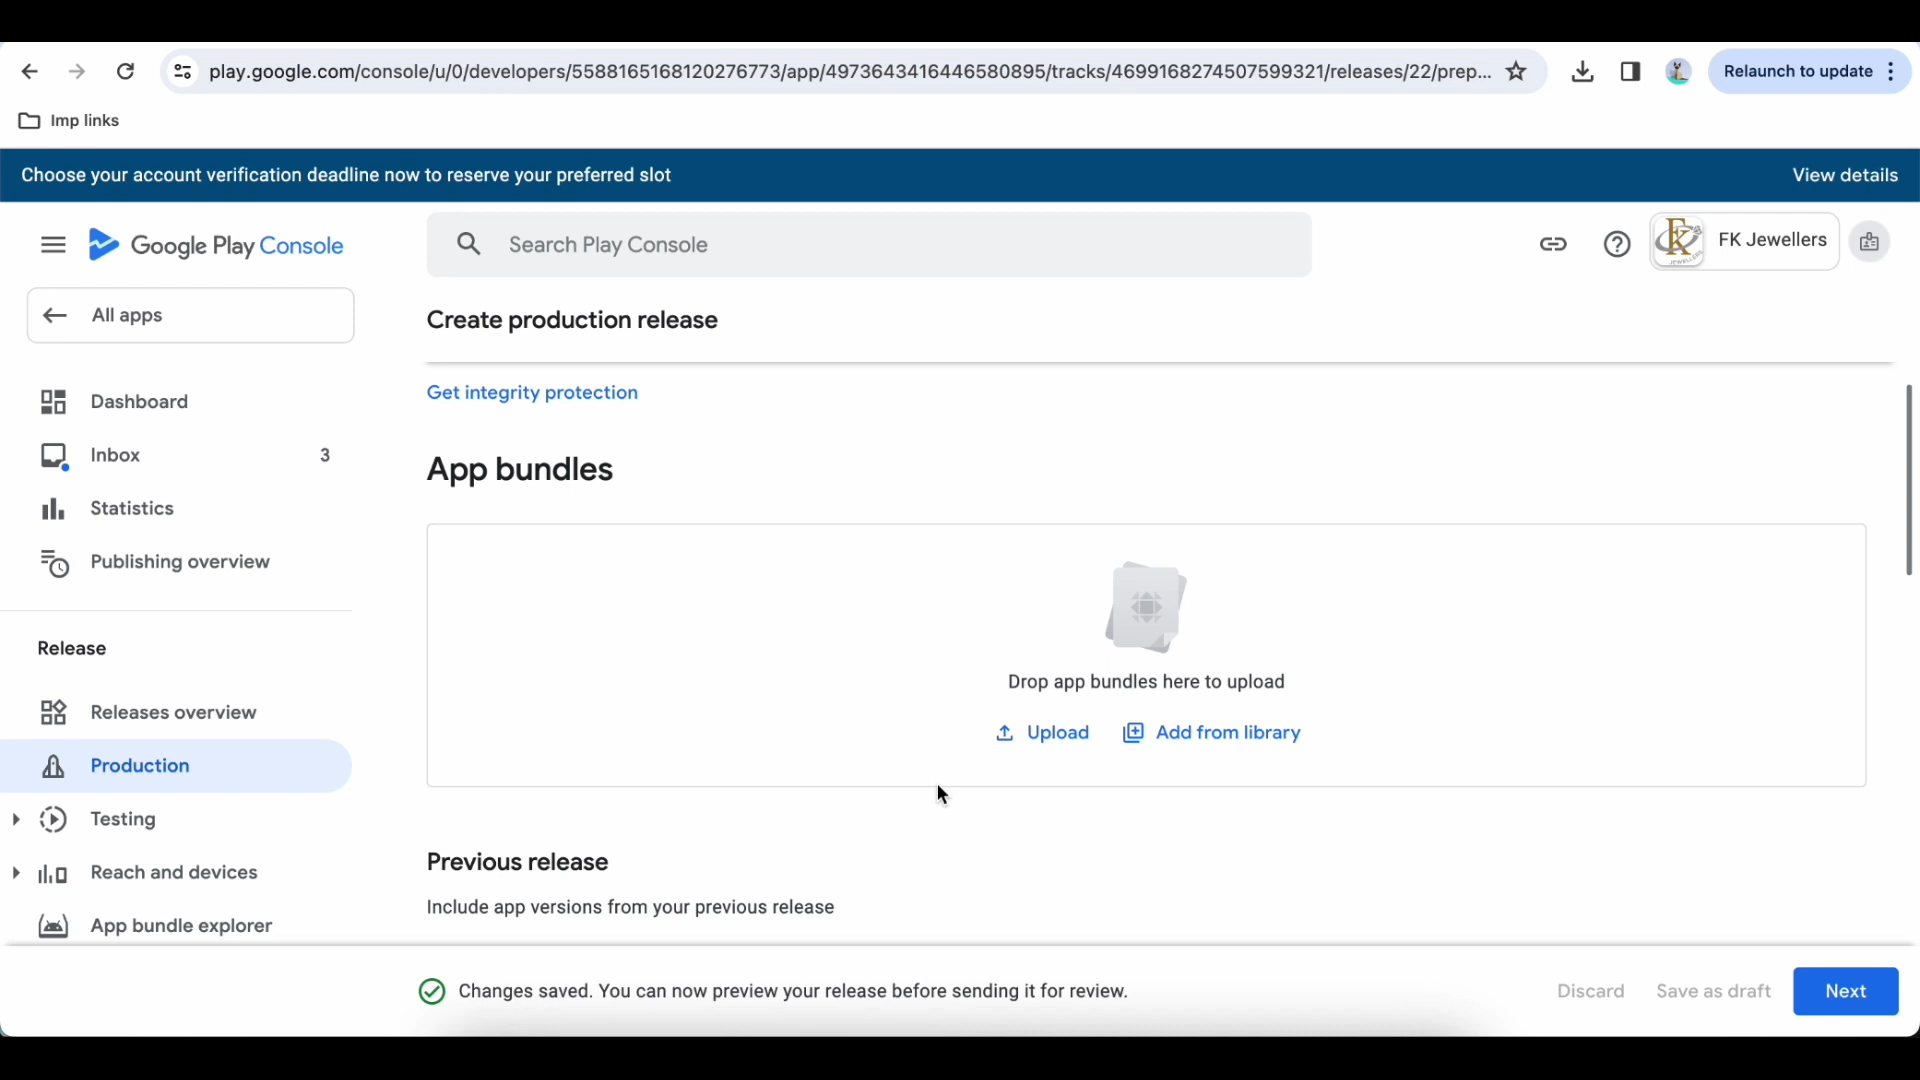 play.google.com/console/u/0/developers/5588165168120276773/app/4973643416446580895/tracks/4699168274507599321/releases/22/prep...
Relaunch to update
Imp links
Choose your account verification deadline now to reserve your preferred slot
View details
Google Play Console
Search Play Console
FK Jewellers
All apps
Create production release
Get integrity protection
Dashboard
Inbox 3
Statistics
Publishing overview
Release
Releases overview
Production
Testing
Reach and devices
App bundle explorer
App bundles
Drop app bundles here to upload
Upload
Add from library
Previous release
Include app versions from your previous release
Changes saved. You can now preview your release before sending it for review.
Discard
Save as draft
Next